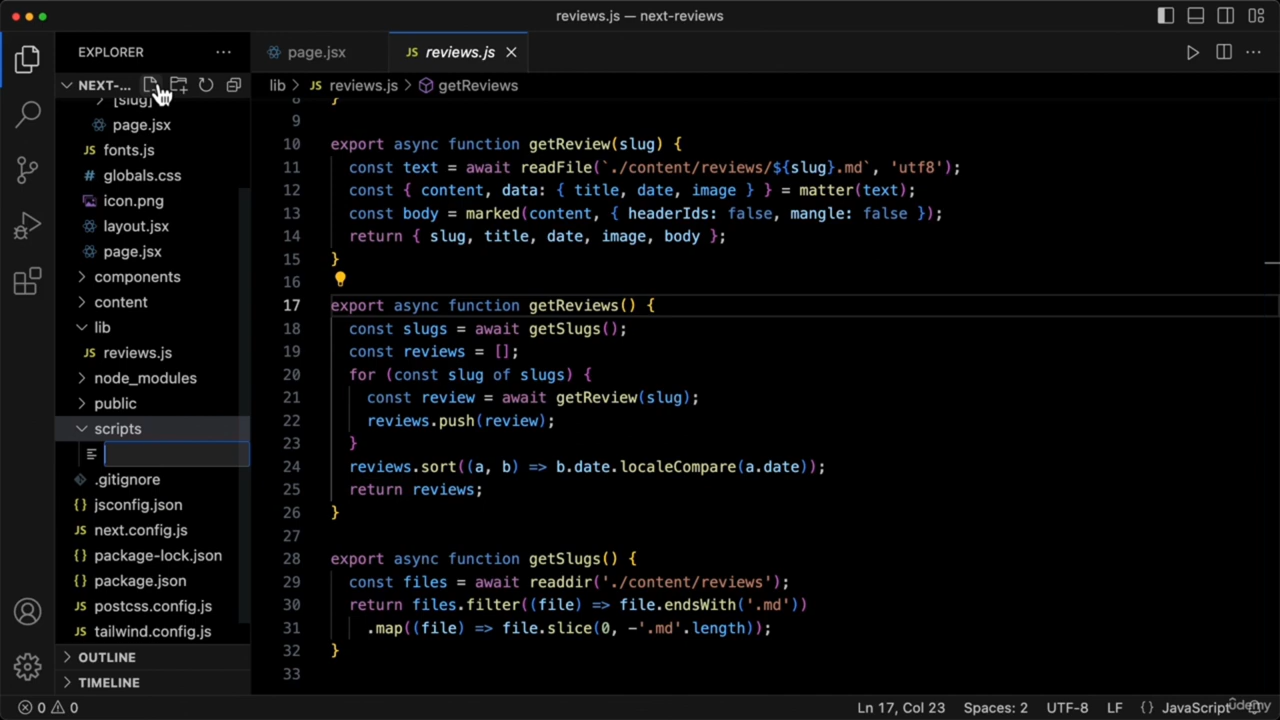 reviews.js — next-reviews
EXPLORER
NEXT-...
[slug]
page.jsx
fonts.js
globals.css
icon.png
layout.jsx
page.jsx
components
content
lib
reviews.js
node_modules
public
scripts
.gitignore
jsconfig.json
next.config.js
package-lock.json
package.json
postcss.config.js
tailwind.config.js
OUTLINE
TIMELINE
page.jsx
JS reviews.js
lib > JS reviews.js > getReviews
8 }
9
10 export async function getReview(slug) {
11 const text = await readFile(`./content/reviews/${slug}.md`, 'utf8');
12 const { content, data: { title, date, image } } = matter(text);
13 const body = marked(content, { headerIds: false, mangle: false });
14 return { slug, title, date, image, body };
15 }
16
17 export async function getReviews() {
18 const slugs = await getSlugs();
19 const reviews = [];
20 for (const slug of slugs) {
21 const review = await getReview(slug);
22 reviews.push(review);
23 }
24 reviews.sort((a, b) => b.date.localeCompare(a.date));
25 return reviews;
26 }
27
28 export async function getSlugs() {
29 const files = await readdir('./content/reviews');
30 return files.filter((file) => file.endsWith('.md'))
31 .map((file) => file.slice(0, -'.md'.length));
32 }
33
0 0 Ln 17, Col 23 Spaces: 2 UTF-8 LF {} JavaScript
ûdemy